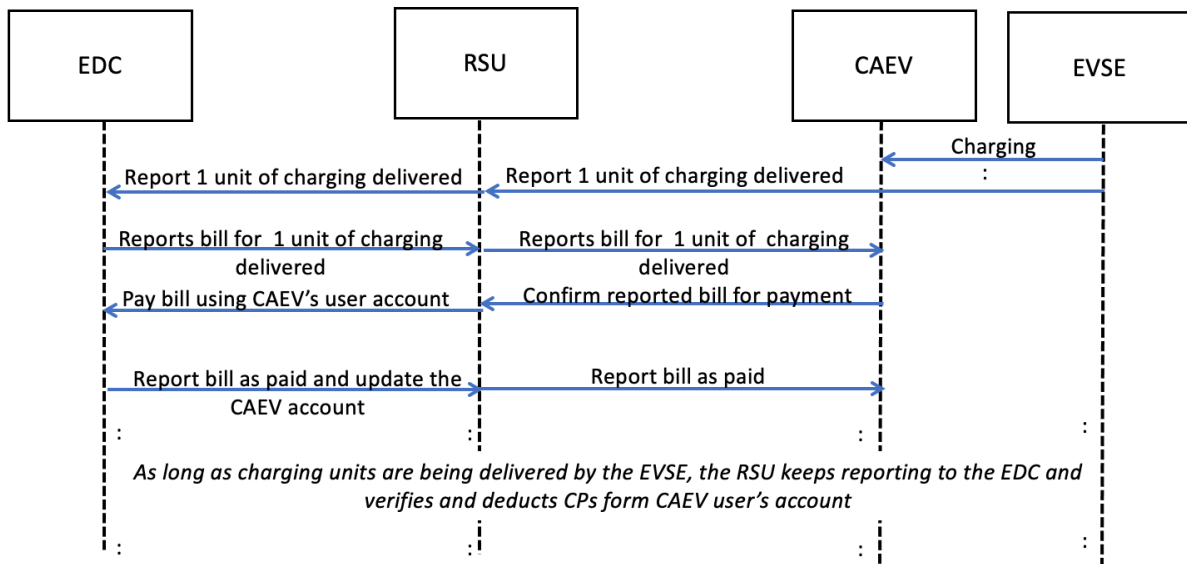 EDC
RSU
CAEV
EVSE
Charging
:
Report 1 unit of charging delivered
Report 1 unit of charging delivered
Reports bill for 1 unit of charging
delivered
Reports bill for 1 unit of charging
delivered
Pay bill using CAEV's user account
Confirm reported bill for payment
Report bill as paid and update the
CAEV account
Report bill as paid
: : : :
As long as charging units are being delivered by the EVSE, the RSU keeps reporting to the EDC and
verifies and deducts CPs form CAEV user's account
: : : :